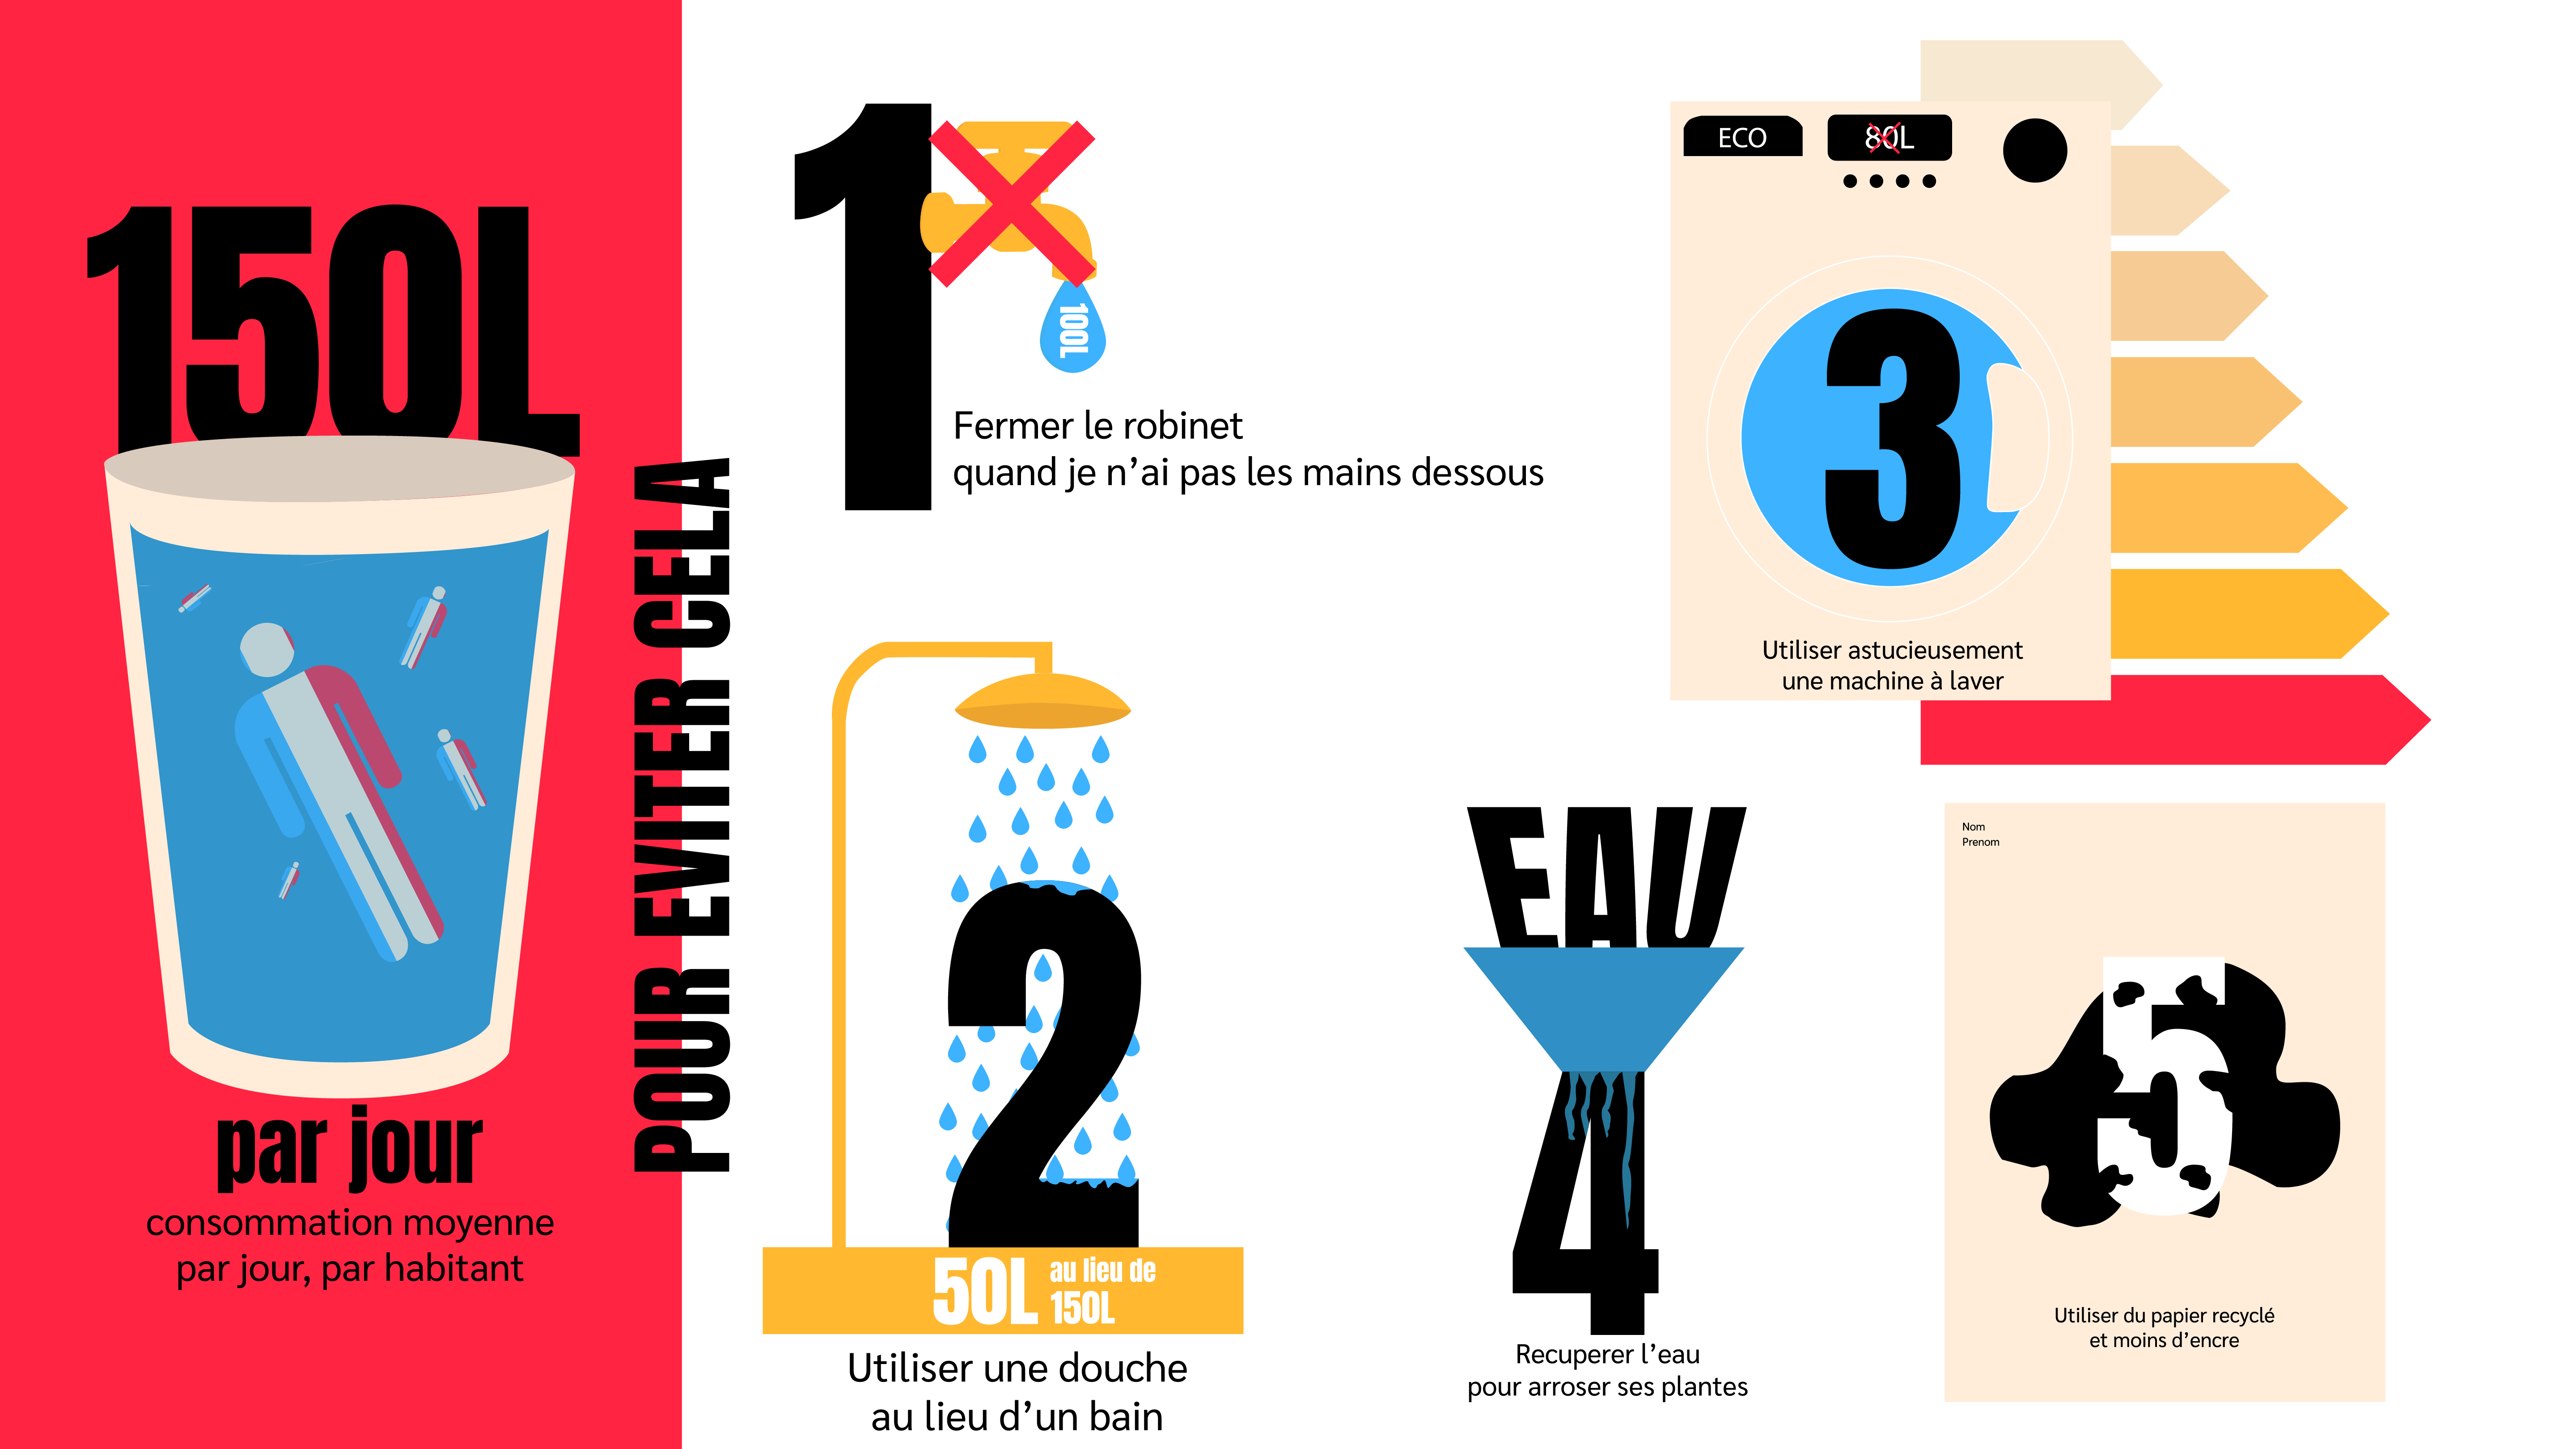 150L
par jour
consommation moyenne
par jour, par habitant
POUR EVITER CELA
1
100L
Fermer le robinet
quand je n’ai pas les mains dessous
2
50L au lieu de
150L
Utiliser une douche
au lieu d’un bain
ECO
80L
3
Utiliser astucieusement
une machine à laver
EAU
4
Recuperer l’eau
pour arroser ses plantes
Nom
Prenom
5
Utiliser du papier recyclé
et moins d’encre